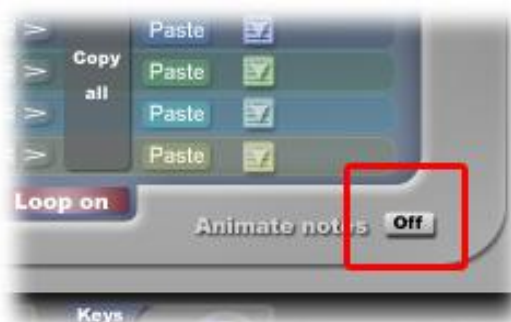 > Paste
Copy
all
> Paste
> Paste
> Paste
Loop on
Animate notes Off
Keys